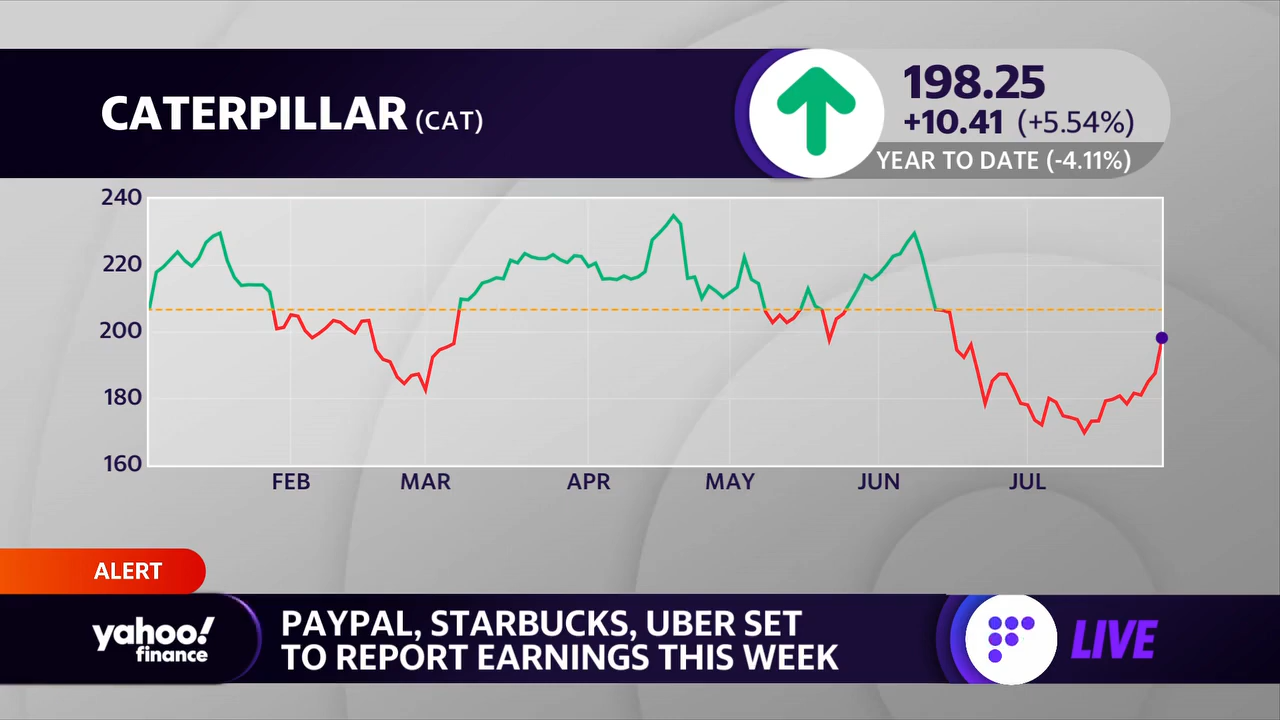 CATERPILLAR (CAT)
198.25
+10.41 (+5.54%)
YEAR TO DATE (-4.11%)
240
220
200
180
160
FEB MAR APR MAY JUN JUL
ALERT
yahoo!
finance
PAYPAL, STARBUCKS, UBER SET
TO REPORT EARNINGS THIS WEEK
LIVE